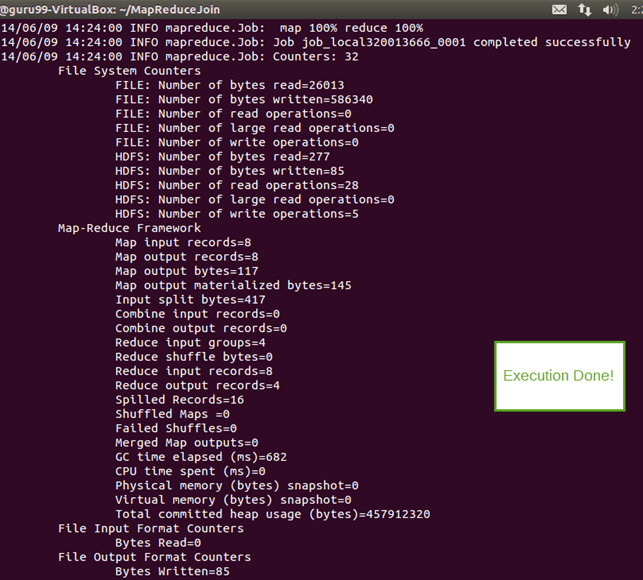 @guru99-VirtualBox: ~/MapReduceJoin
14/06/09 14:24:00 INFO mapreduce.Job:  map 100% reduce 100%
14/06/09 14:24:00 INFO mapreduce.Job: Job job_local320013666_0001 completed successfully
14/06/09 14:24:00 INFO mapreduce.Job: Counters: 32
File System Counters
FILE: Number of bytes read=26013
FILE: Number of bytes written=586340
FILE: Number of read operations=0
FILE: Number of large read operations=0
FILE: Number of write operations=0
HDFS: Number of bytes read=277
HDFS: Number of bytes written=85
HDFS: Number of read operations=28
HDFS: Number of large read operations=0
HDFS: Number of write operations=5
Map-Reduce Framework
Map input records=8
Map output records=8
Map output bytes=117
Map output materialized bytes=145
Input split bytes=417
Combine input records=0
Combine output records=0
Reduce input groups=4
Reduce shuffle bytes=0
Reduce input records=8
Reduce output records=4
Spilled Records=16
Shuffled Maps =0
Failed Shuffles=0
Merged Map outputs=0
GC time elapsed (ms)=682
CPU time spent (ms)=0
Physical memory (bytes) snapshot=0
Virtual memory (bytes) snapshot=0
Total committed heap usage (bytes)=457912320
File Input Format Counters
Bytes Read=0
File Output Format Counters
Bytes Written=85
Execution Done!